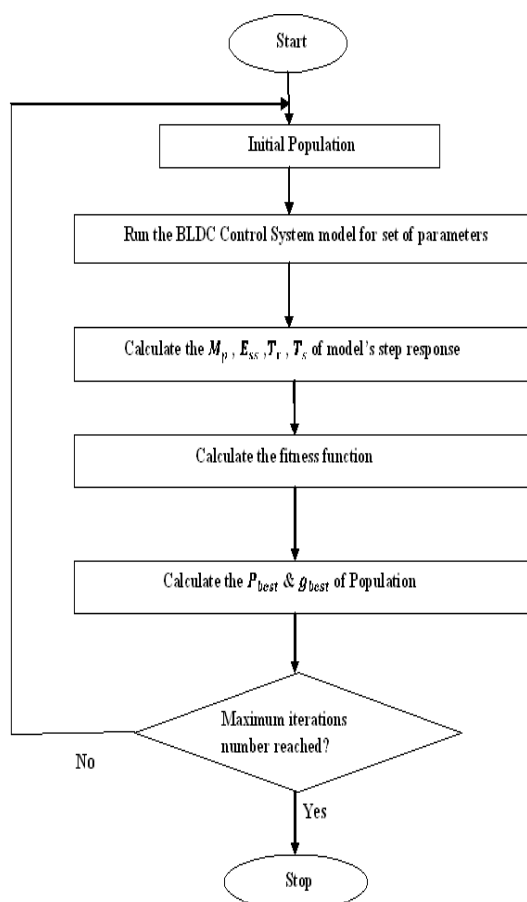 Start
Initial Population
Run the BLDC Control System model for set of parameters
Calculate the Mp , Ess ,Tr , Ts of model's step response
Calculate the fitness function
Calculate the Pbest & gbest of Population
Maximum iterations
number reached?
No
Yes
Stop